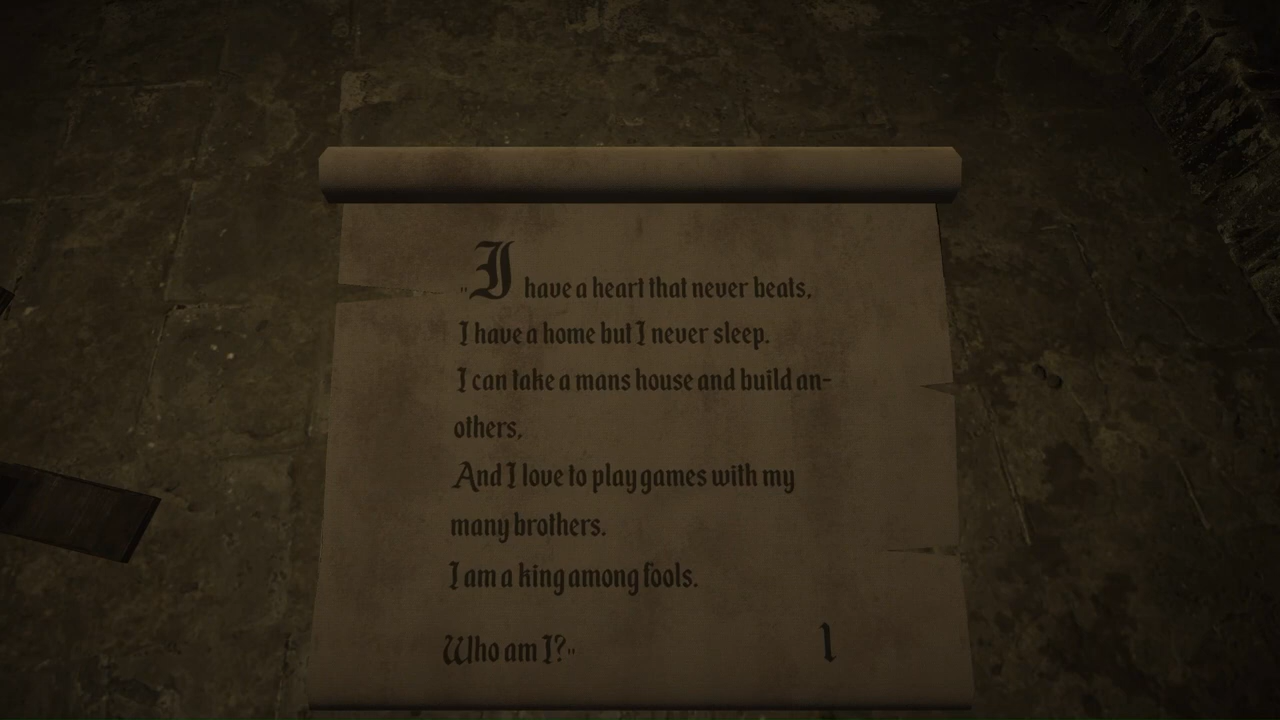 "I have a heart that never beats,
I have a home but I never sleep.
I can take a mans house and build an-
others,
And I love to play games with my
many brothers.
I am a king among fools.
Who am I?"
1